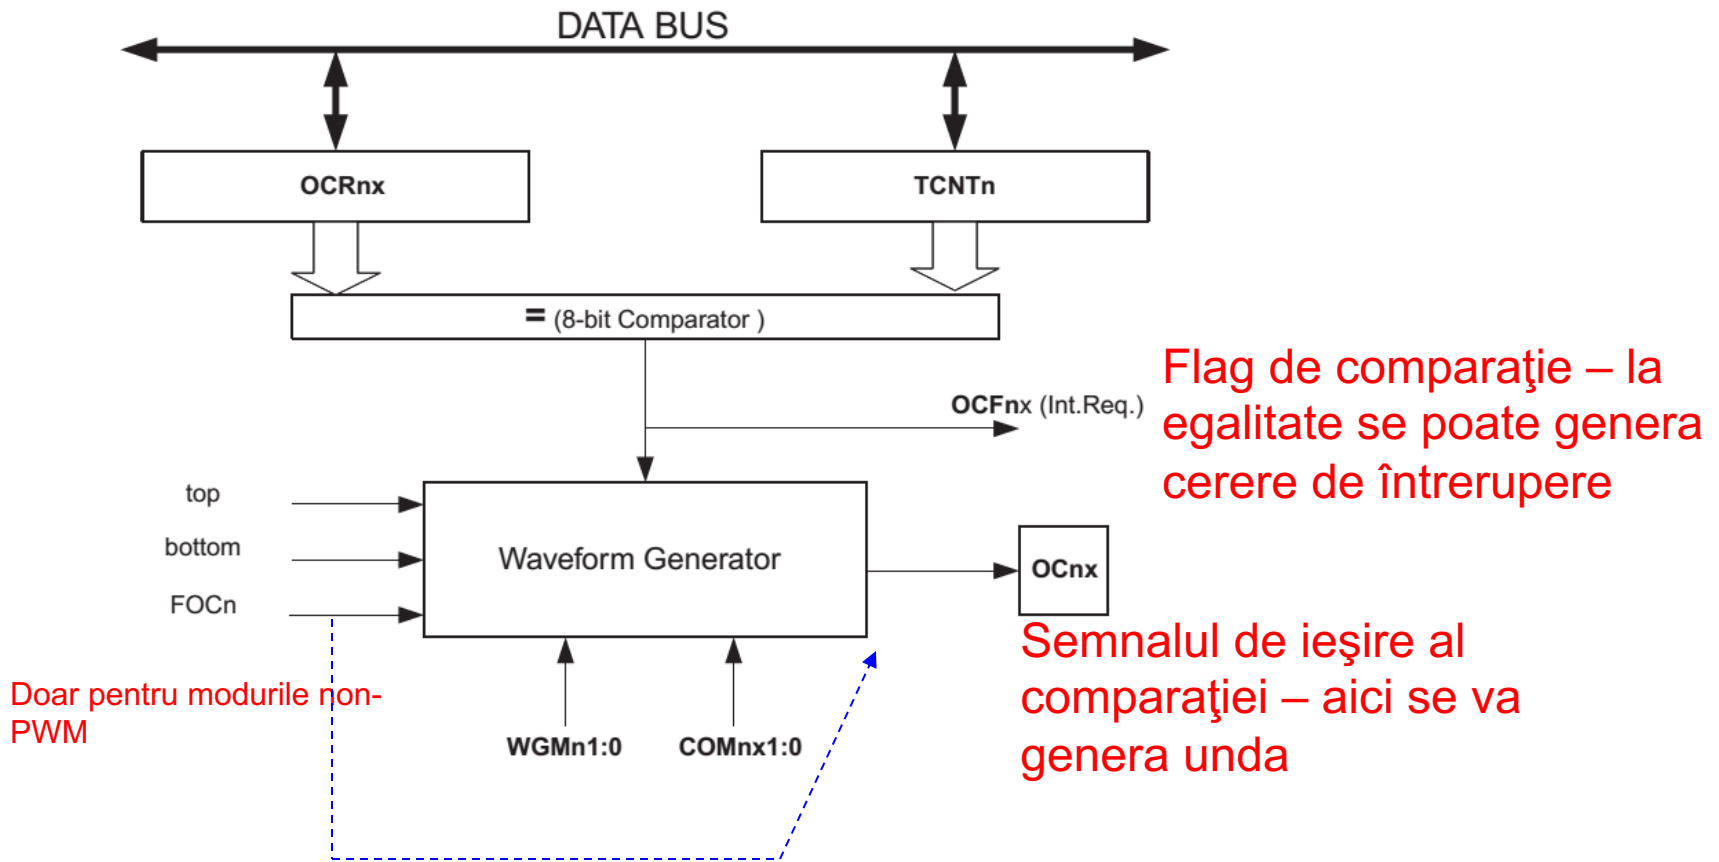 DATA BUS
OCRnx
TCNTn
= (8-bit Comparator )
Flag de comparaţie – la
egalitate se poate genera
cerere de întrerupere
OCFnx (Int.Req.)
top
bottom
FOCn
Waveform Generator
OCnx
Semnalul de ieşire al
comparaţiei – aici se va
genera unda
Doar pentru modurile non-
PWM
WGMn1:0
COMnx1:0